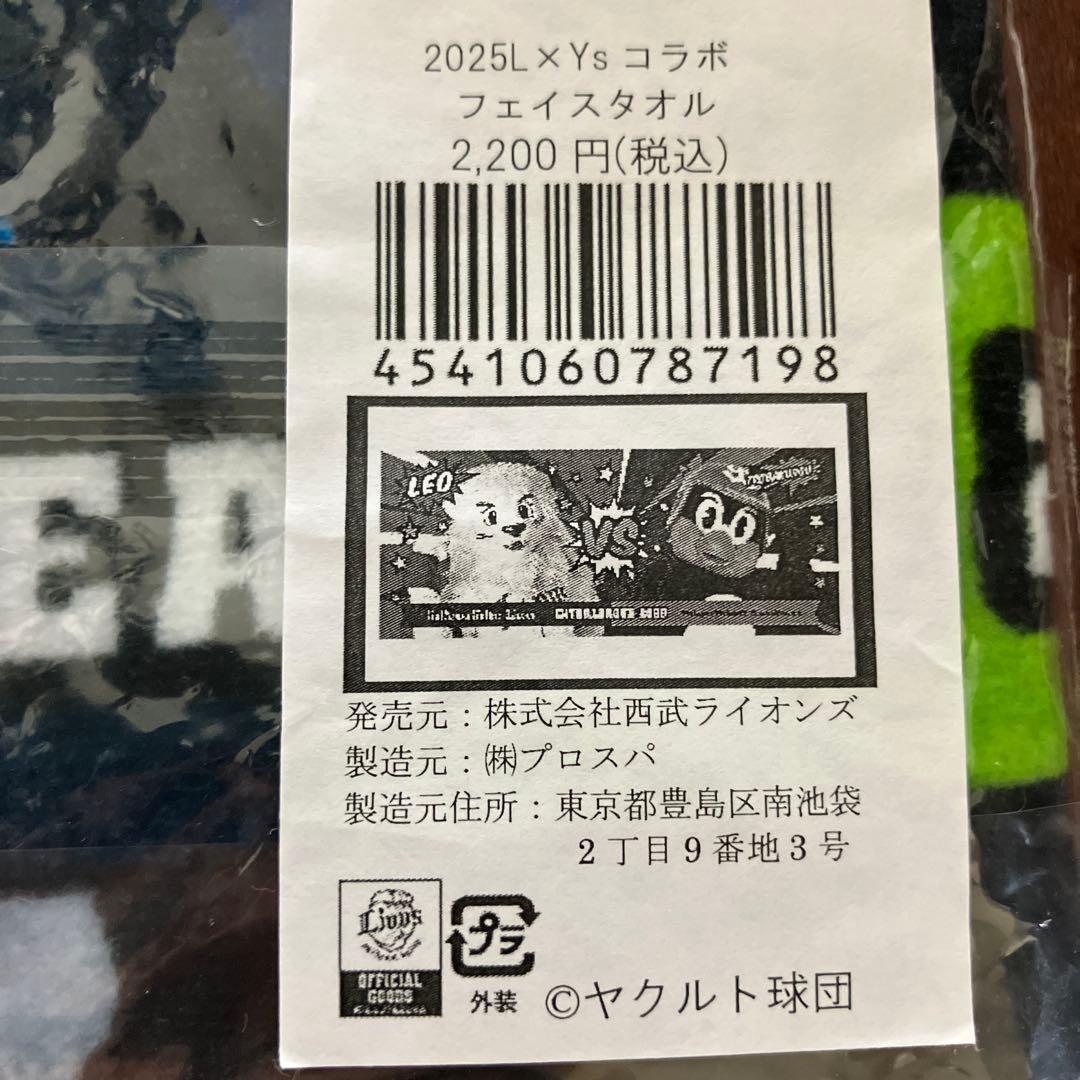 2025L×Ys コラボ
フェイスタオル
2,200 円(税込)
4541060787198
LEO
VS
発売元：株式会社西武ライオンズ
製造元：㈱プロスパ
製造元住所：東京都豊島区南池袋
2丁目9番地3号
Lions
OFFICIAL
GOODS
プラ
外装
©ヤクルト球団